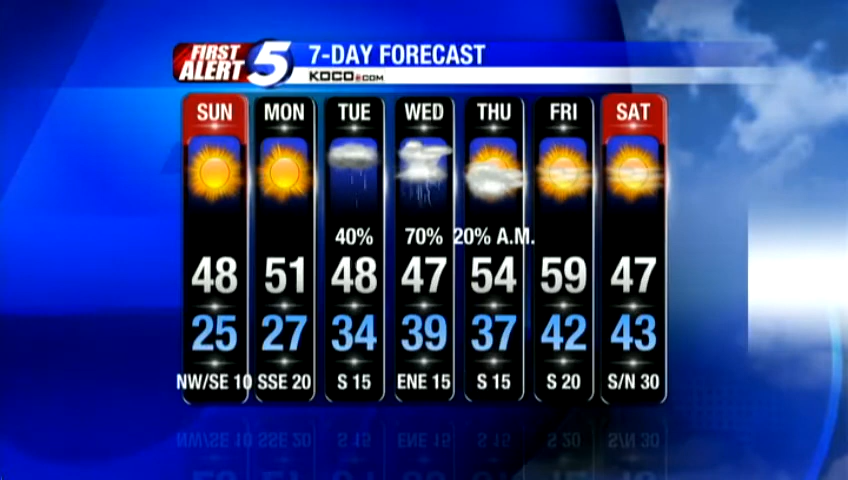 FIRST ALERT 5
7-DAY FORECAST
KOCO.COM
SUN MON TUE WED THU FRI SAT
40% 70% 20% A.M.
48 51 48 47 54 59 47
25 27 34 39 37 42 43
NW/SE 10 SSE 20 S 15 ENE 15 S 15 S 20 S/N 30